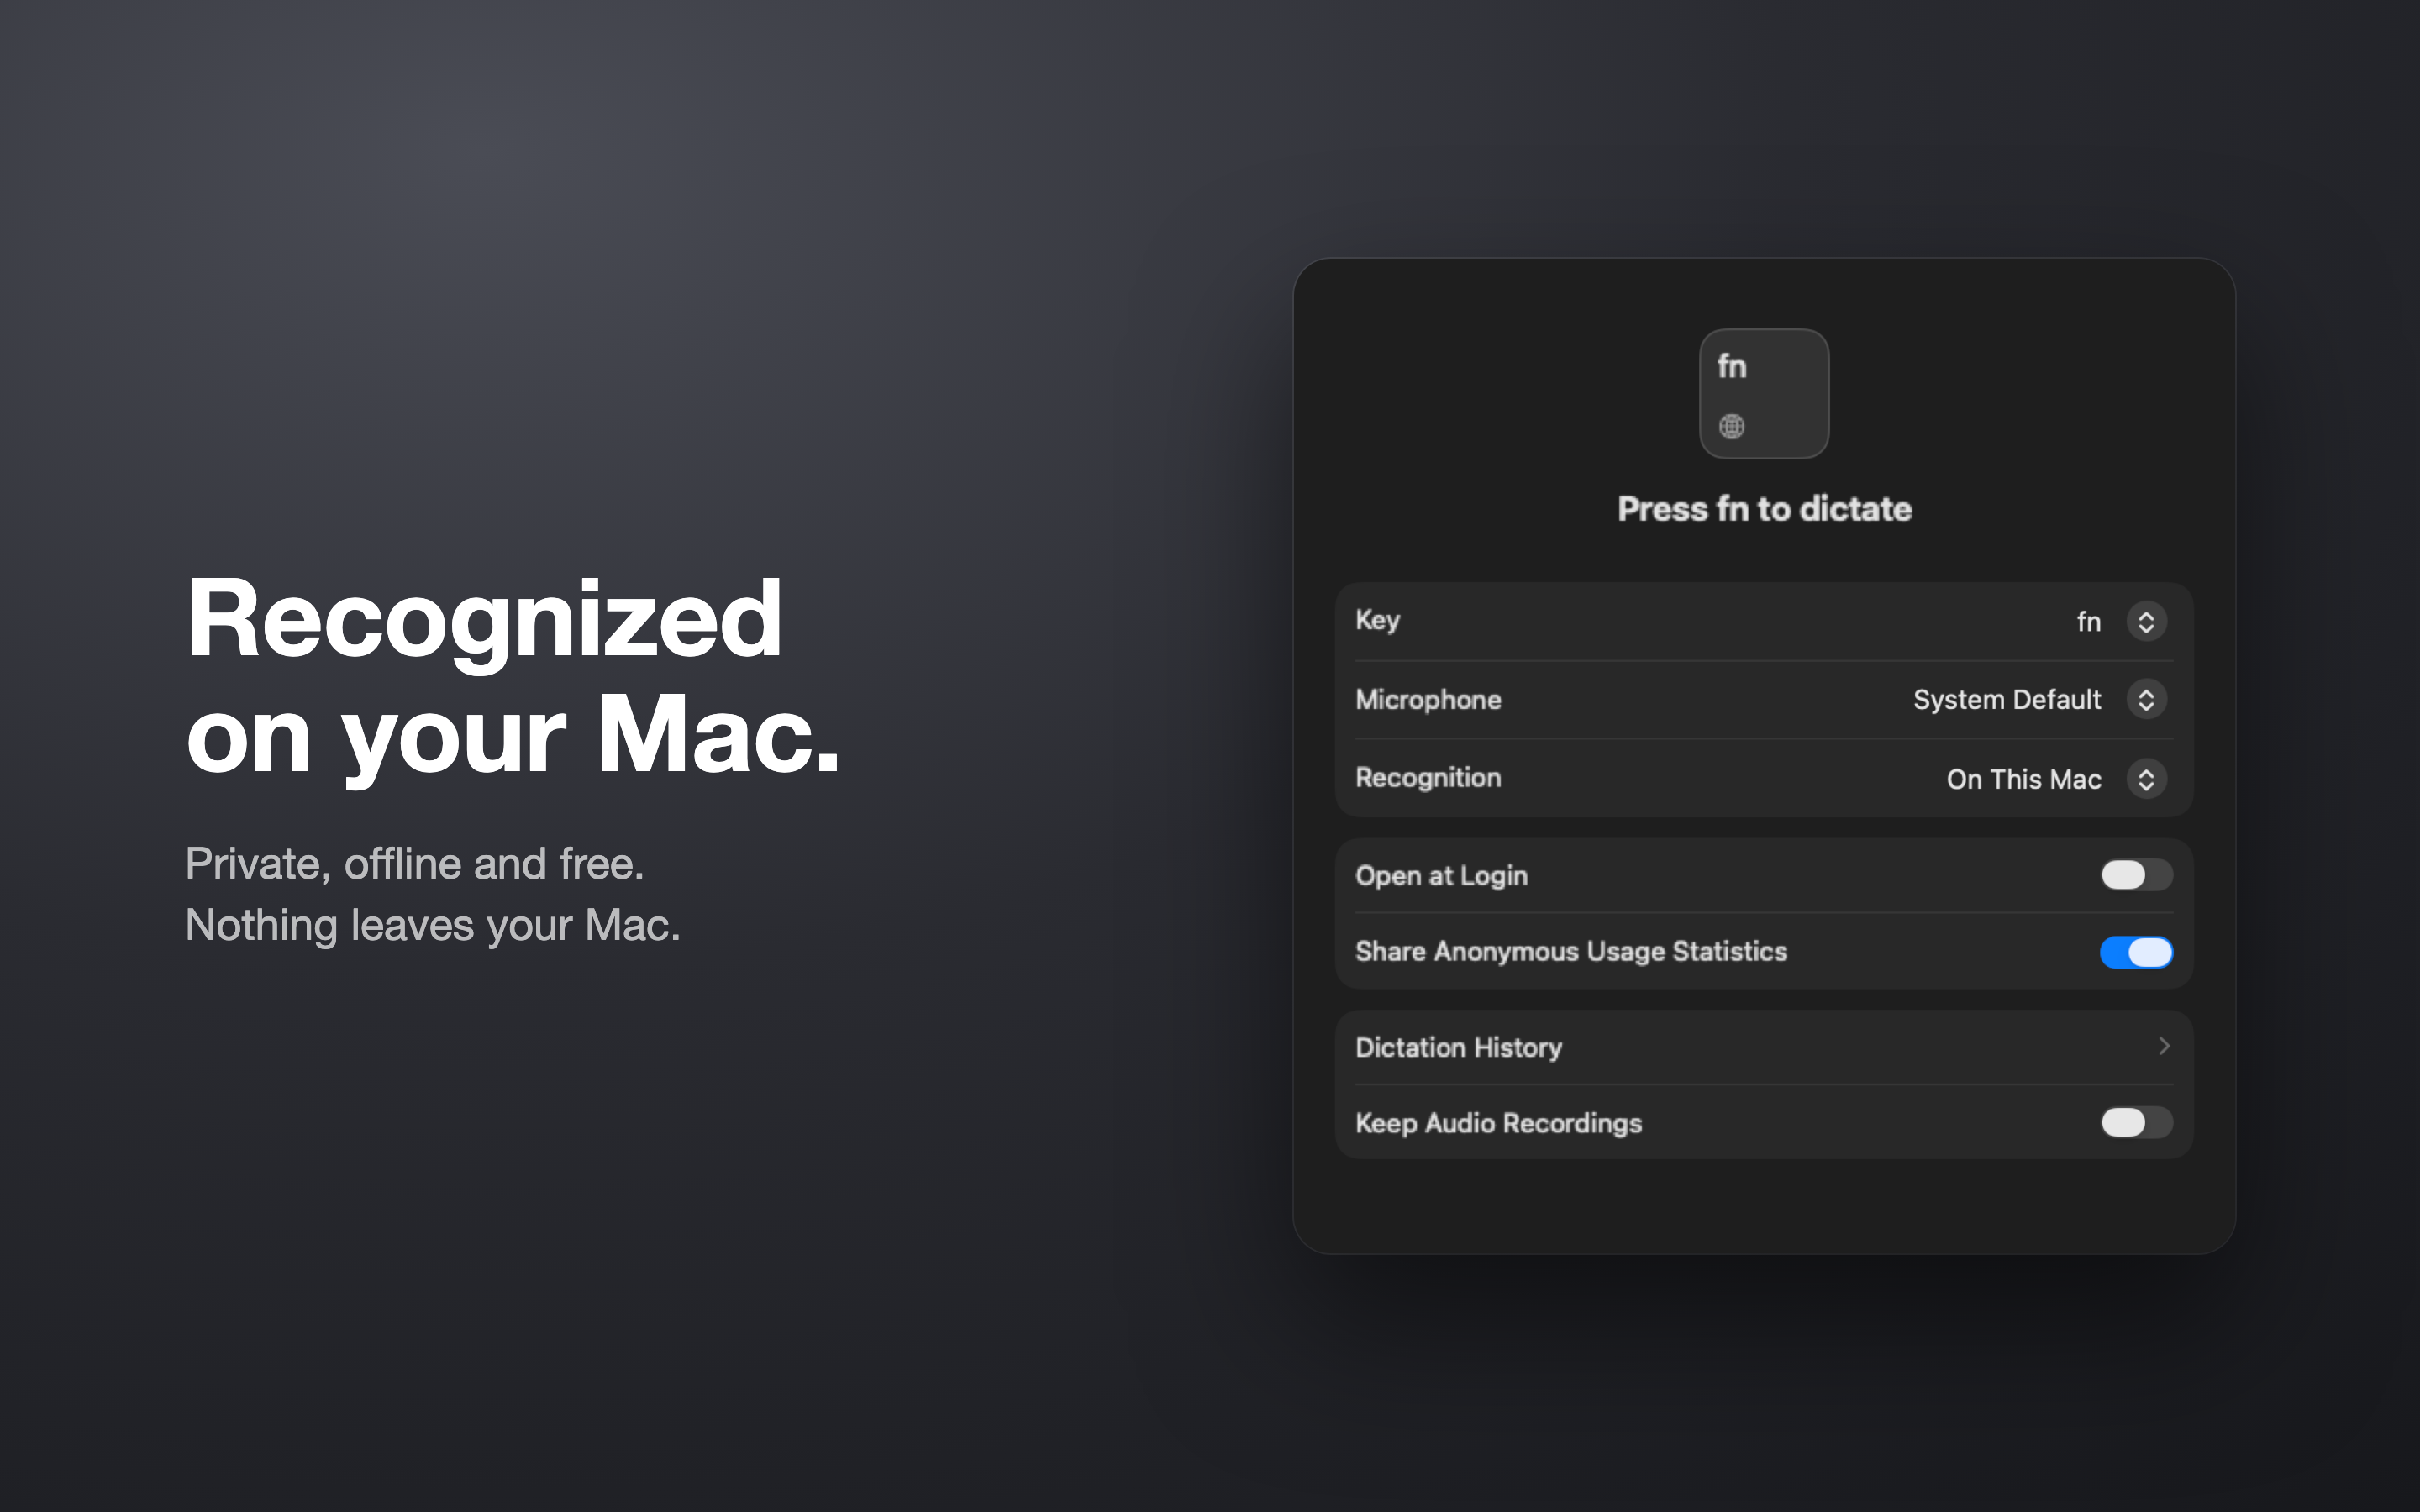 Recognized
on your Mac.
Private, offline and free.
Nothing leaves your Mac.
fn
Press fn to dictate
Key fn
Microphone System Default
Recognition On This Mac
Open at Login
Share Anonymous Usage Statistics
Dictation History
Keep Audio Recordings